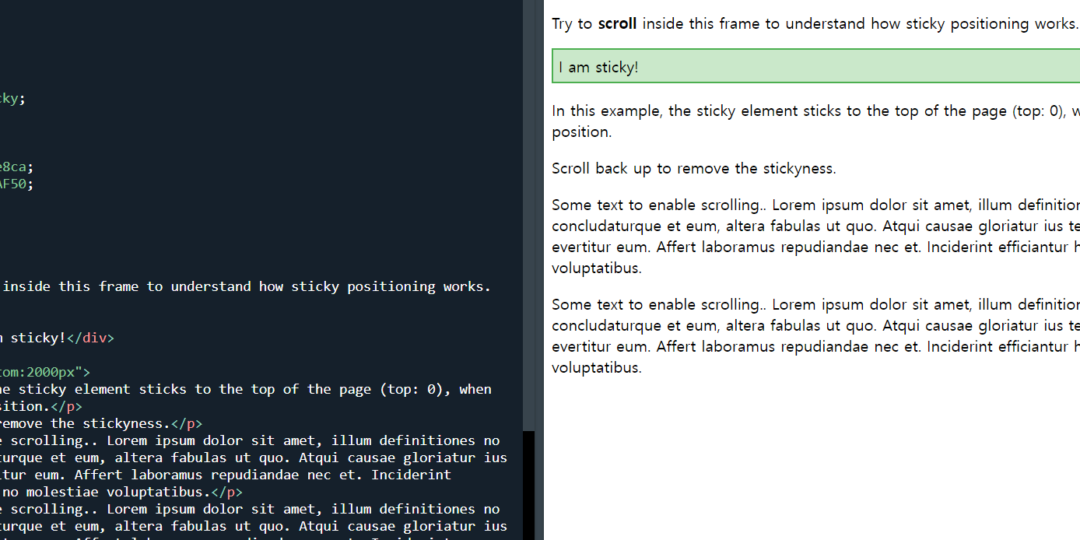 cky;
e8ca;
AF50;
inside this frame to understand how sticky positioning works.
sticky!</div>
tom:2000px">
sticky element sticks to the top of the page (top: 0), when
sition.</p>
remove the stickyness.</p>
scrolling.. Lorem ipsum dolor sit amet, illum definitiones no
turque et eum, altera fabulas ut quo. Atqui causae gloriatur ius
itur eum. Affert laboramus repudiandae nec et. Inciderint
no molestiae voluptatibus.</p>
scrolling.. Lorem ipsum dolor sit amet, illum definitiones no
turque et eum, altera fabulas ut quo. Atqui causae gloriatur ius
Try to scroll inside this frame to understand how sticky positioning works.
I am sticky!
In this example, the sticky element sticks to the top of the page (top: 0), w
position.
Scroll back up to remove the stickyness.
Some text to enable scrolling.. Lorem ipsum dolor sit amet, illum definition
concludaturque et eum, altera fabulas ut quo. Atqui causae gloriatur ius te
evertitur eum. Affert laboramus repudiandae nec et. Inciderint efficiantur h
voluptatibus.
Some text to enable scrolling.. Lorem ipsum dolor sit amet, illum definition
concludaturque et eum, altera fabulas ut quo. Atqui causae gloriatur ius te
evertitur eum. Affert laboramus repudiandae nec et. Inciderint efficiantur h
voluptatibus.